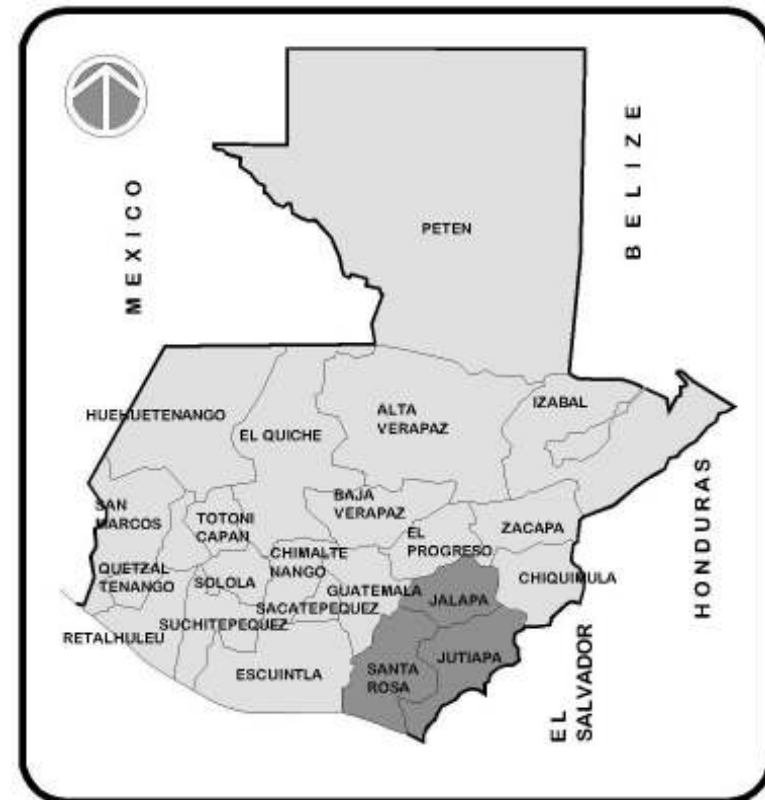 MEXICO
BELIZE
PETEN
HUEHUETENANGO
EL QUICHE
ALTA
VERAPAZ
IZABAL
SAN
MARCOS
TOTONI
CAPAN
BAJA
VERAPAZ
EL
PROGRESO
ZACAPA
HONDURAS
QUETZAL
TENANGO
SOLOLA
CHIMALTE
NANGO
GUATEMALA
CHIQUIMULA
JALAPA
SACATEPEQUEZ
RETALHULEU
SUCHITEPEQUEZ
ESCUINTLA
SANTA
ROSA
JUTIAPA
EL
SALVADOR